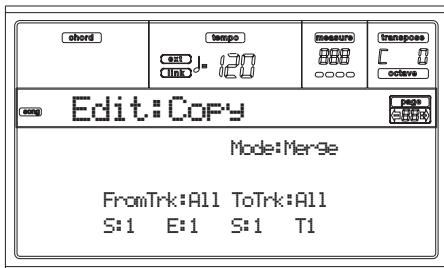 chord tempo measure transpose
ext ♩= 120 888 C 0
link octave
song Edit:Copy page
88
Mode:Merge
FromTrk:All ToTrk:All
S:1 E:1 S:1 T1